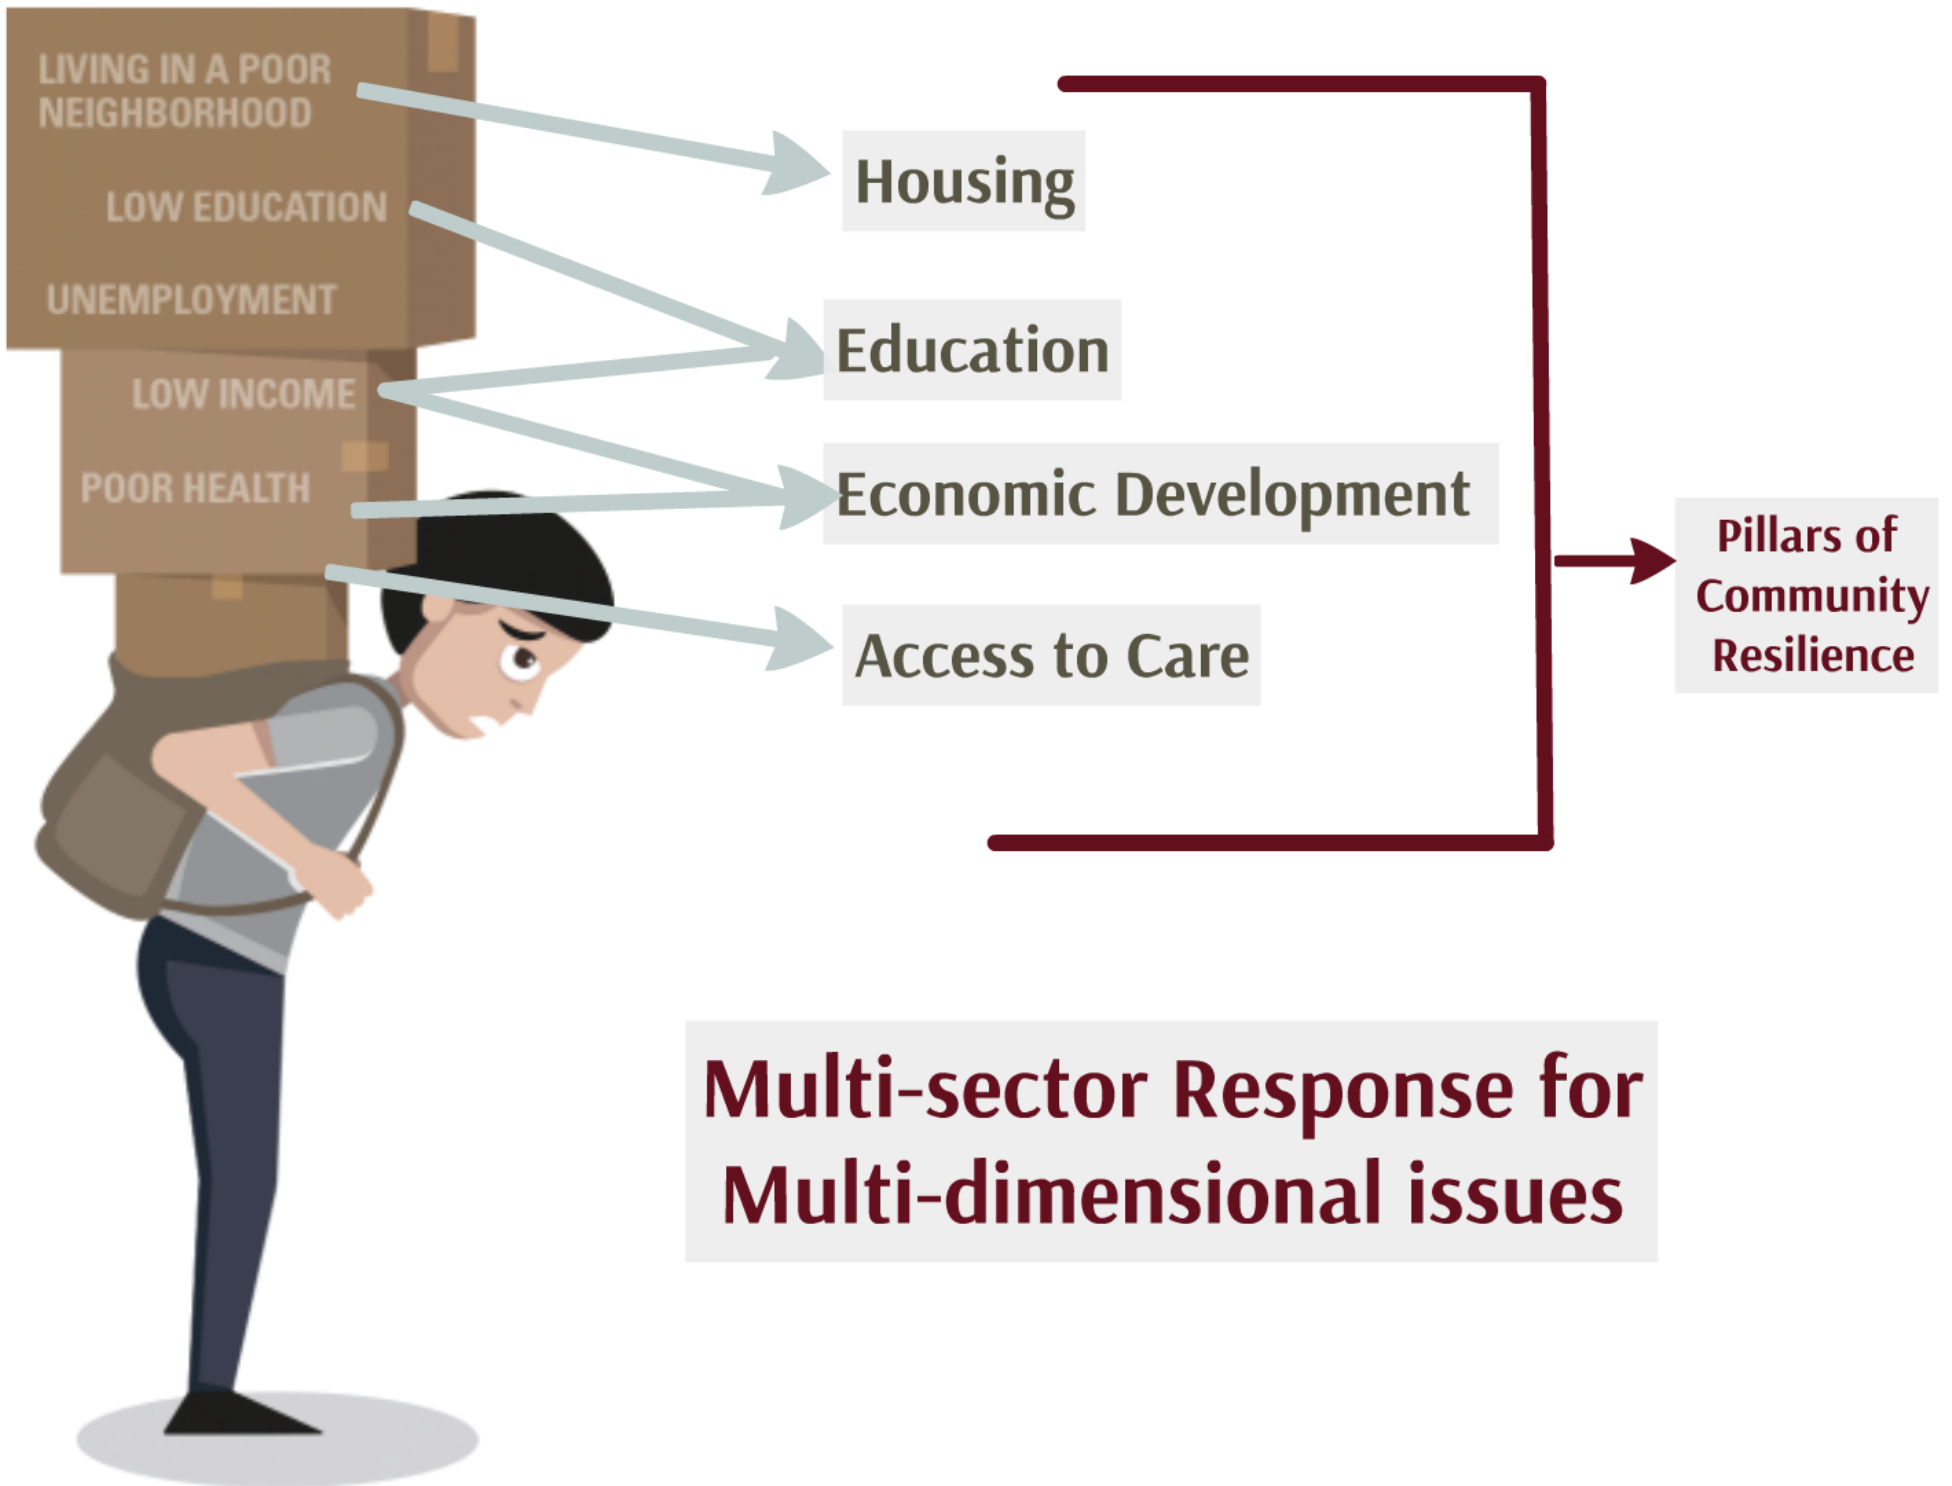 LIVING IN A POOR
NEIGHBORHOOD
LOW EDUCATION
UNEMPLOYMENT
LOW INCOME
POOR HEALTH
Housing
Education
Economic Development
Access to Care
Pillars of
Community
Resilience
Multi-sector Response for
Multi-dimensional issues